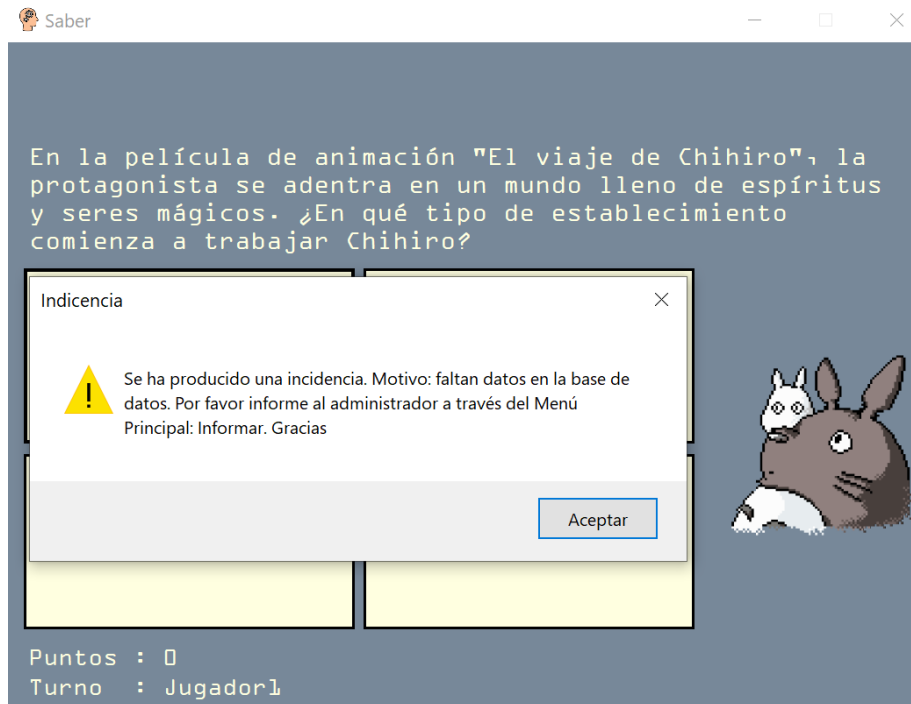 Saber
En la película de animación "El viaje de Chihiro", la
protagonista se adentra en un mundo lleno de espíritus
y seres mágicos. ¿En qué tipo de establecimiento
comienza a trabajar Chihiro?
Indicencia
Se ha producido una incidencia. Motivo: faltan datos en la base de
datos. Por favor informe al administrador a través del Menú
Principal: Informar. Gracias
Aceptar
Puntos : 0
Turno : Jugador1